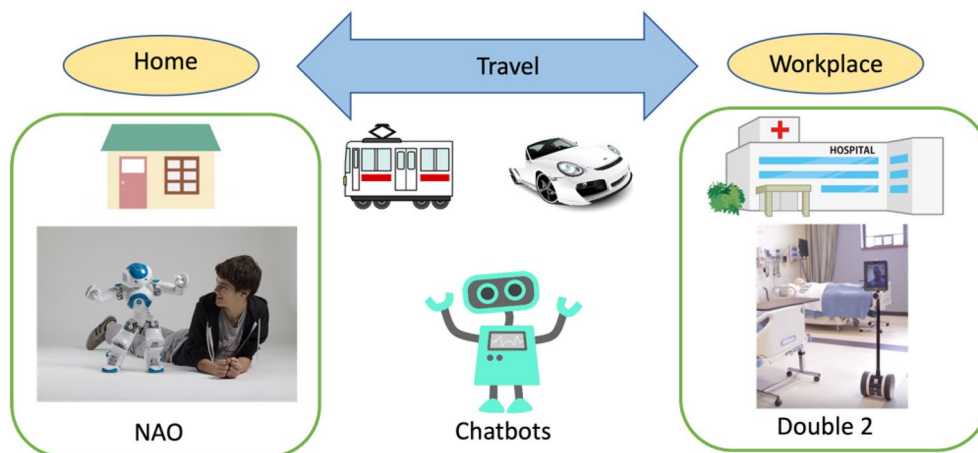 Home
Travel
Workplace
HOSPITAL
NAO
Chatbots
Double 2